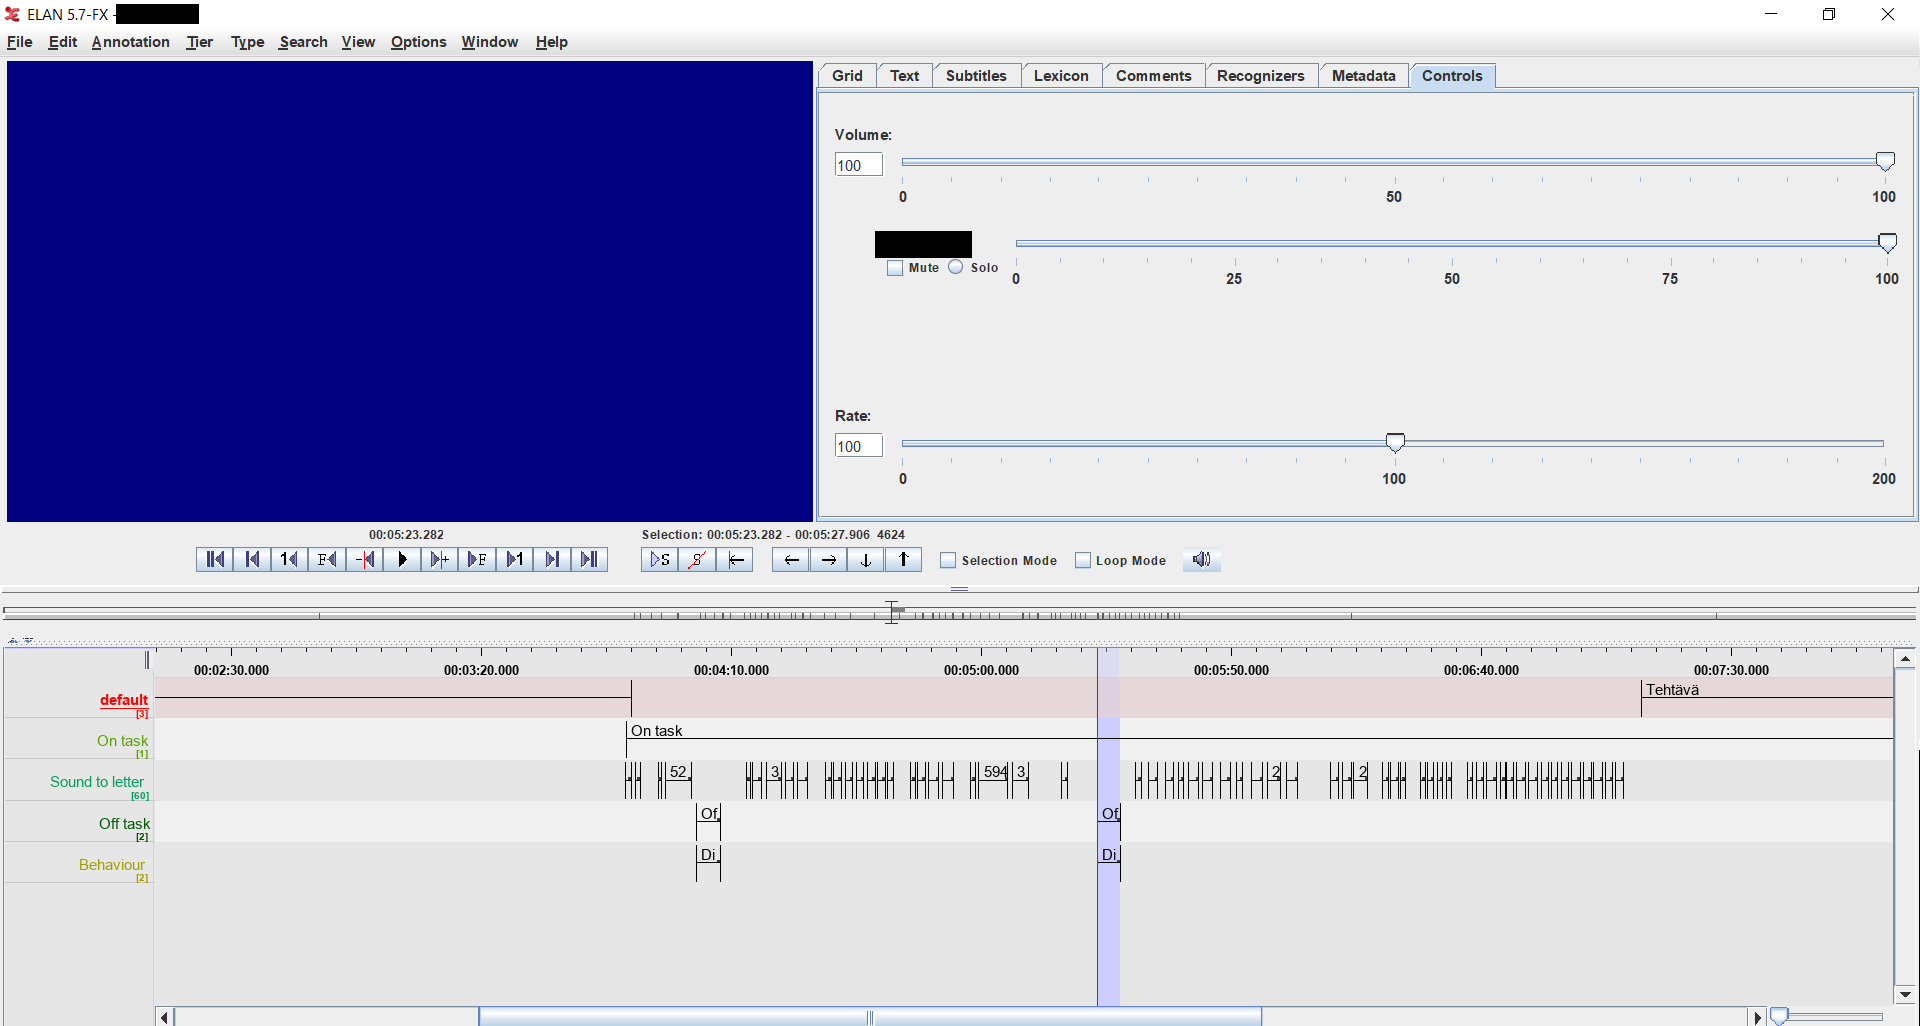 ELAN 5.7-FX -
File Edit Annotation Tier Type Search View Options Window Help
Grid Text Subtitles Lexicon Comments Recognizers Metadata Controls
Volume:
100
0 50 100
Mute Solo
0 25 50 75 100
Rate:
100
0 100 200
00:05:23.282
Selection: 00:05:23.282 - 00:05:27.906 4624
1 F - + F 1 S S
Selection Mode Loop Mode
00:02:30.000 00:03:20.000 00:04:10.000 00:05:00.000 00:05:50.000 00:06:40.000 00:07:30.000
default
[3]
Tehtävä
On task
[1]
On task
Sound to letter
[60]
52 3 594 3 2 2
Off task
[2]
Of Of
Behaviour
[2]
Di Di